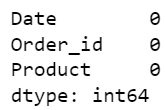 Date 0
Order_id 0
Product 0
dtype: int64